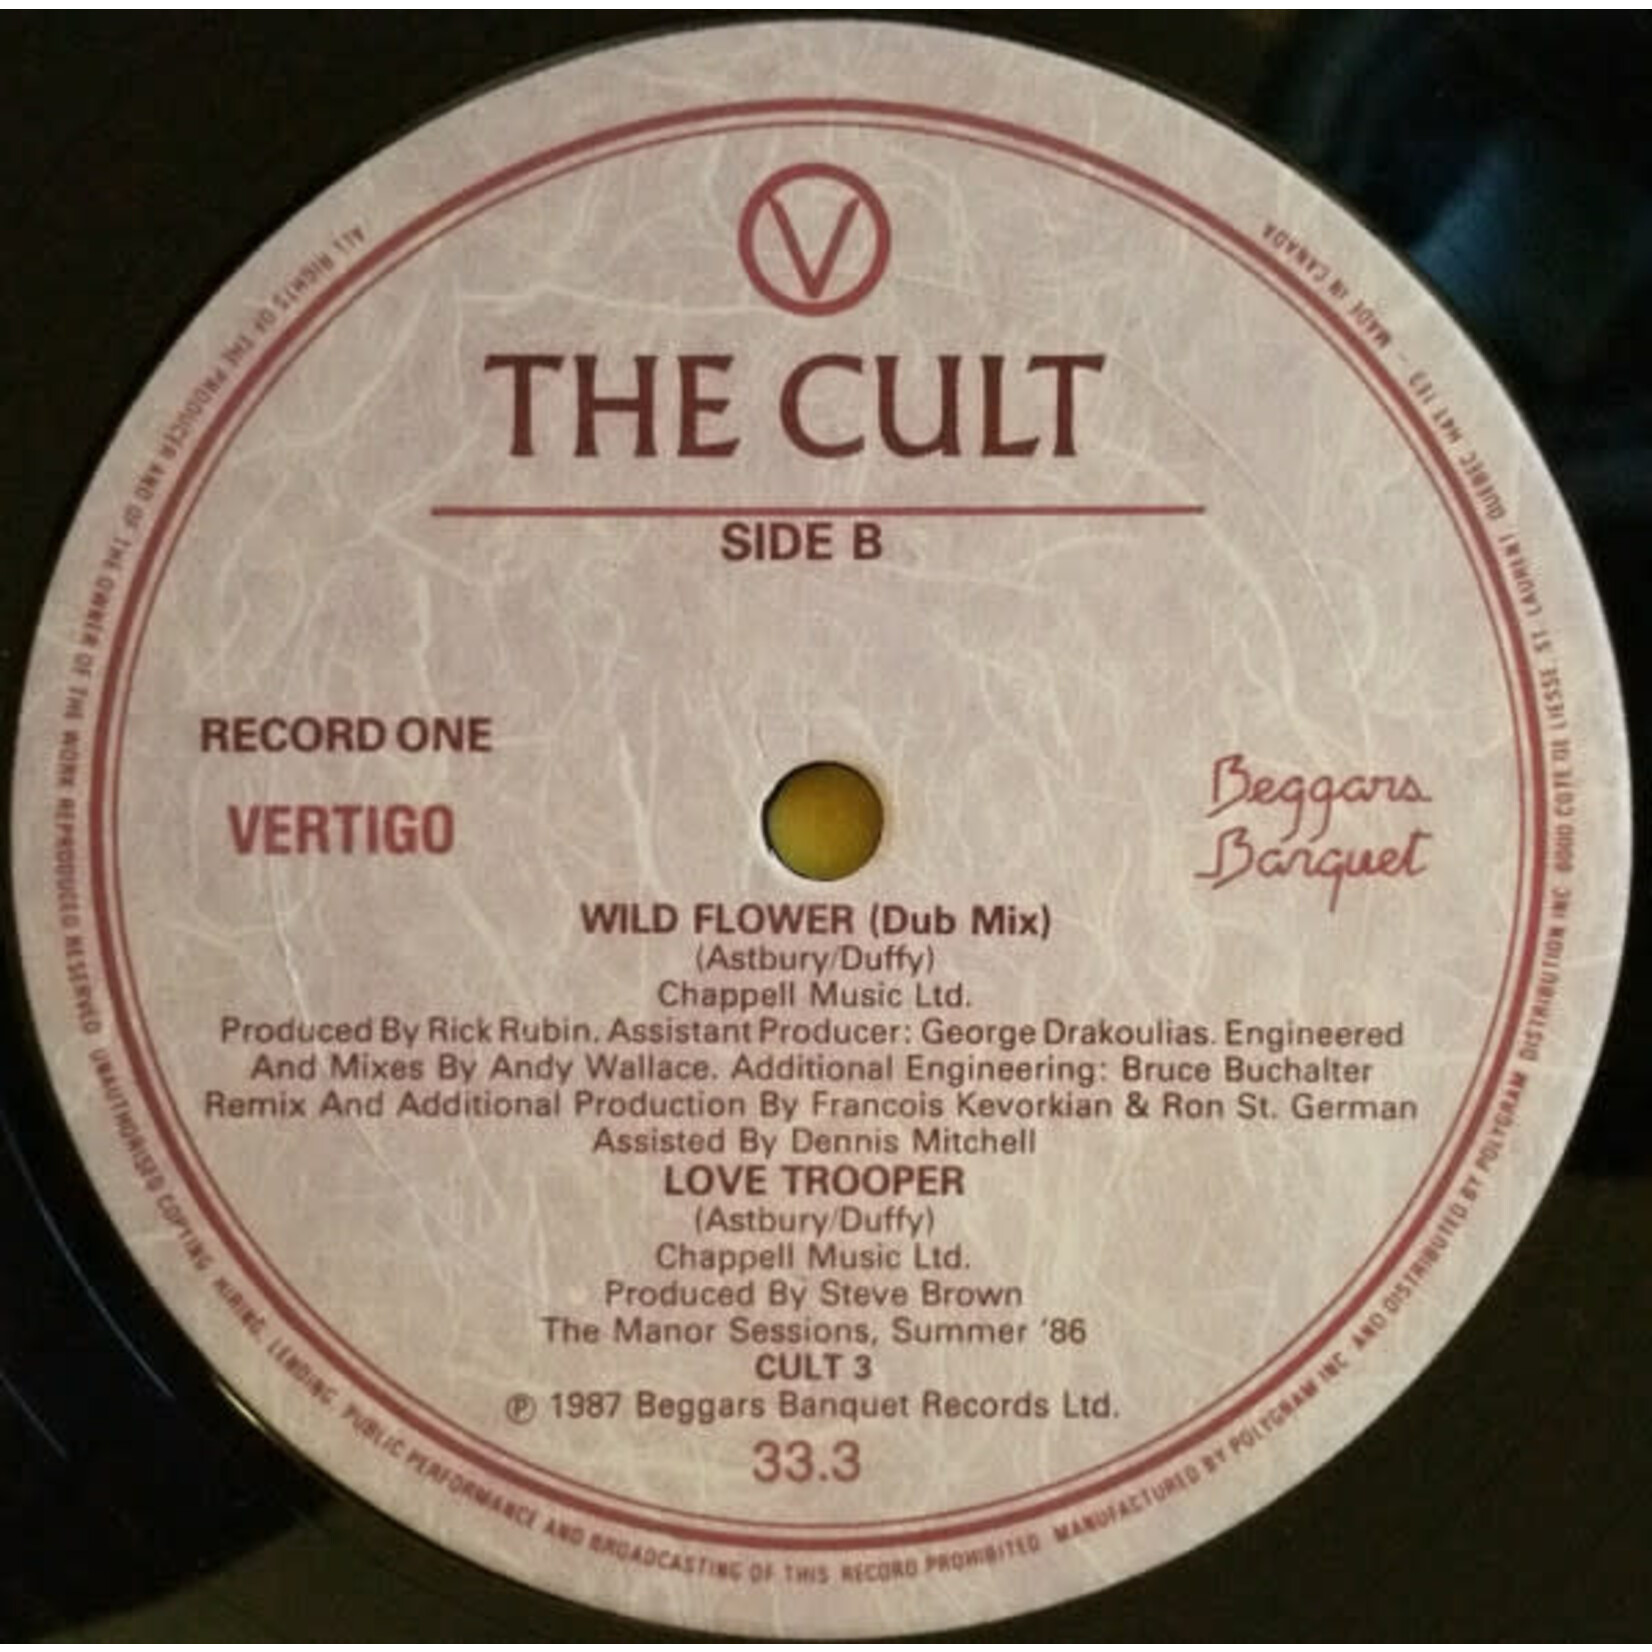 V
THE CULT
SIDE B
RECORD ONE
VERTIGO
Beggars
Banquet
WILD FLOWER (Dub Mix)
(Astbury/Duffy)
Chappell Music Ltd.
Produced By Rick Rubin. Assistant Producer: George Drakoulias. Engineered
And Mixes By Andy Wallace. Additional Engineering: Bruce Buchalter
Remix And Additional Production By Francois Kevorkian & Ron St. German
Assisted By Dennis Mitchell
LOVE TROOPER
(Astbury/Duffy)
Chappell Music Ltd.
Produced By Steve Brown
The Manor Sessions, Summer '86
CULT 3
℗ 1987 Beggars Banquet Records Ltd.
33.3
ALL RIGHTS OF THE PRODUCER AND OF THE OWNER OF THE WORK REPRODUCED RESERVED UNAUTHORISED COPYING, HIRING, LENDING, PUBLIC PERFORMANCE AND BROADCASTING OF THIS RECORD PROHIBITED MANUFACTURED BY POLYGRAM INC. AND DISTRIBUTED BY POLYGRAM DISTRIBUTION INC 6000 COTE DE LIESSE, ST. LAURENT QUEBEC H4T 1E3 - MADE IN CANADA